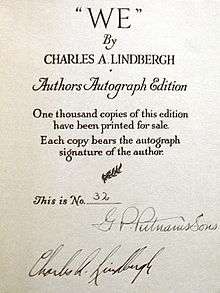 "WE"
By
CHARLES A. LINDBERGH
Authors Autograph Edition
One thousand copies of this edition
have been printed for sale.
Each copy bears the autograph
signature of the author.
This is No. 32
G. P. Putnam's Sons
Charles A. Lindbergh